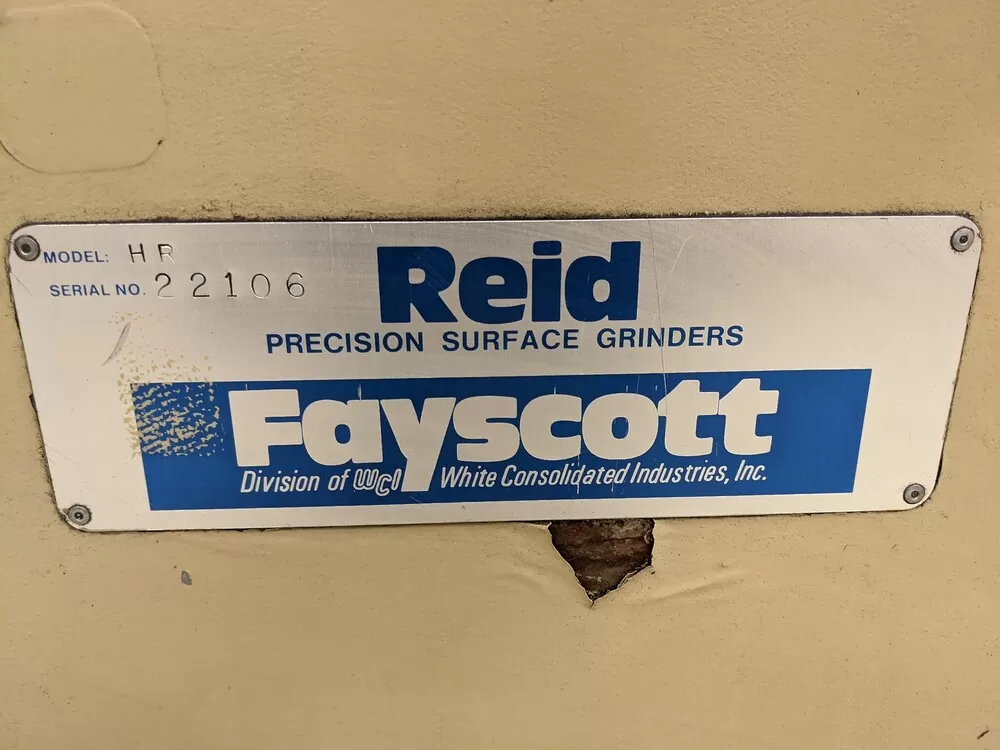 MODEL: HR
SERIAL NO. 22106
Reid
PRECISION SURFACE GRINDERS
Fayscott
Division of WCI White Consolidated Industries, Inc.